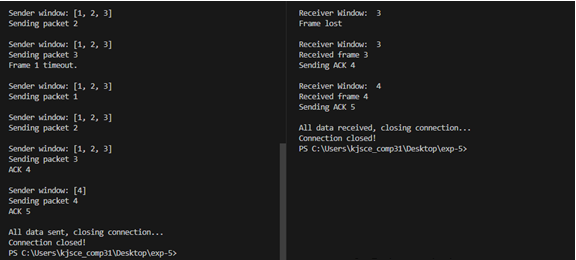 Sender window: [1, 2, 3]
Sending packet 2
Sender window: [1, 2, 3]
Sending packet 3
Frame 1 timeout.
Sender window: [1, 2, 3]
Sending packet 1
Sender window: [1, 2, 3]
Sending packet 2
Sender window: [1, 2, 3]
Sending packet 3
ACK 4
Sender window: [4]
Sending packet 4
ACK 5
All data sent, closing connection...
Connection closed!
PS C:\Users\kjsce_comp31\Desktop\exp-5>
Receiver Window:  3
Frame lost
Receiver Window:  3
Received frame 3
Sending ACK 4
Receiver Window:  4
Received frame 4
Sending ACK 5
All data received, closing connection...
Connection closed!
PS C:\Users\kjsce_comp31\Desktop\exp-5>